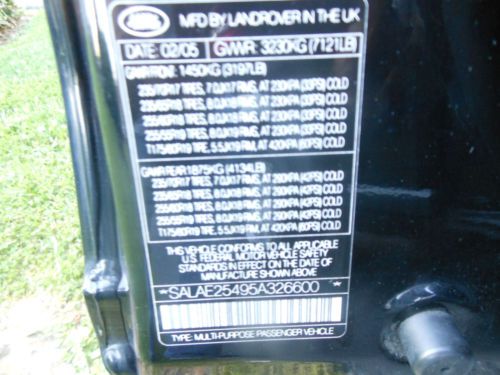 MFD BY LANDROVER IN THE UK
DATE: 02/05 GVWR: 3230KG (7121LB)
GAWR FRONT: 1450KG (3197LB)
235/70R17 TIRES, 7.0JX17 RIMS, AT 230KPA (33PSI) COLD
255/60R18 TIRES, 8.0JX18 RIMS, AT 230KPA (33PSI) COLD
255/60R18 TIRES, 8.0JX18 RIMS, AT 230KPA (33PSI) COLD
255/55R19 TIRES, 8.0JX19 RIMS, AT 230KPA (33PSI) COLD
T175/80R19 TIRE, 5.5JX19 RIM, AT 420KPA (60PSI) COLD
GAWR REAR: 1875KG (4134LB)
235/70R17 TIRES, 7.0JX17 RIMS, AT 290KPA (42PSI) COLD
255/60R18 TIRES, 8.0JX18 RIMS, AT 290KPA (42PSI) COLD
255/60R18 TIRES, 8.0JX18 RIMS, AT 290KPA (42PSI) COLD
255/55R19 TIRES, 8.0JX19 RIMS, AT 290KPA (42PSI) COLD
T175/80R19 TIRE, 5.5JX19 RIM, AT 420KPA (60PSI) COLD
THIS VEHICLE CONFORMS TO ALL APPLICABLE
US FEDERAL MOTOR VEHICLE SAFETY
STANDARDS IN EFFECT ON THE DATE OF
MANUFACTURE SHOWN ABOVE
*SALAE25495A326600*
TYPE: MULTI-PURPOSE PASSENGER VEHICLE